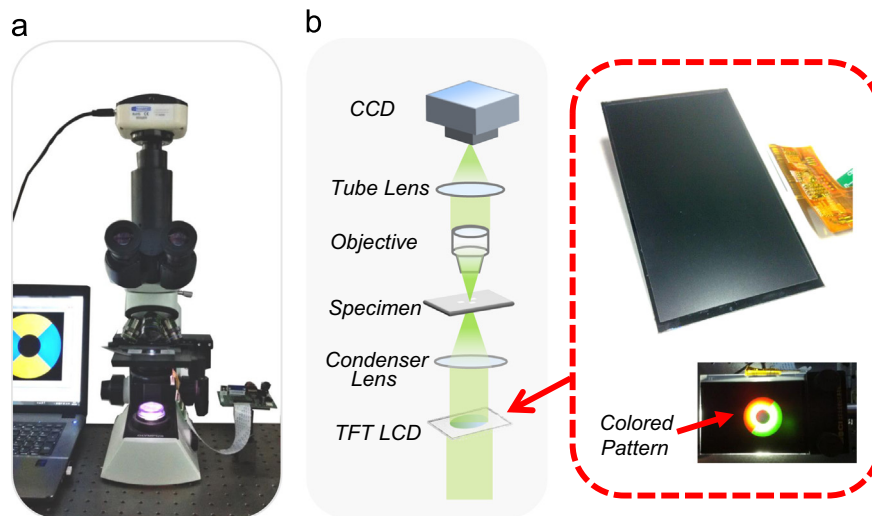 a
b
CCD
Tube Lens
Objective
Specimen
Condenser
Lens
TFT LCD
Colored
Pattern